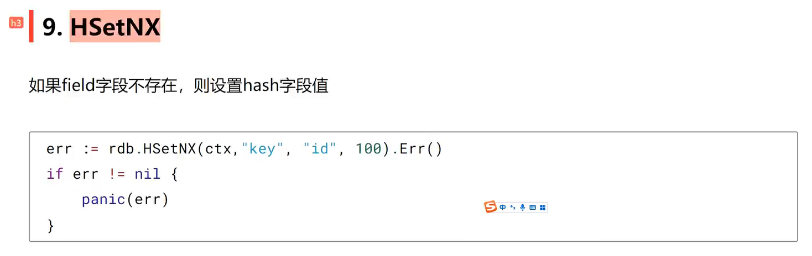 h3
9. HSetNX
如果field字段不存在，则设置hash字段值
err := rdb.HSetNX(ctx,"key", "id", 100).Err()
if err != nil {
    panic(err)
}
中